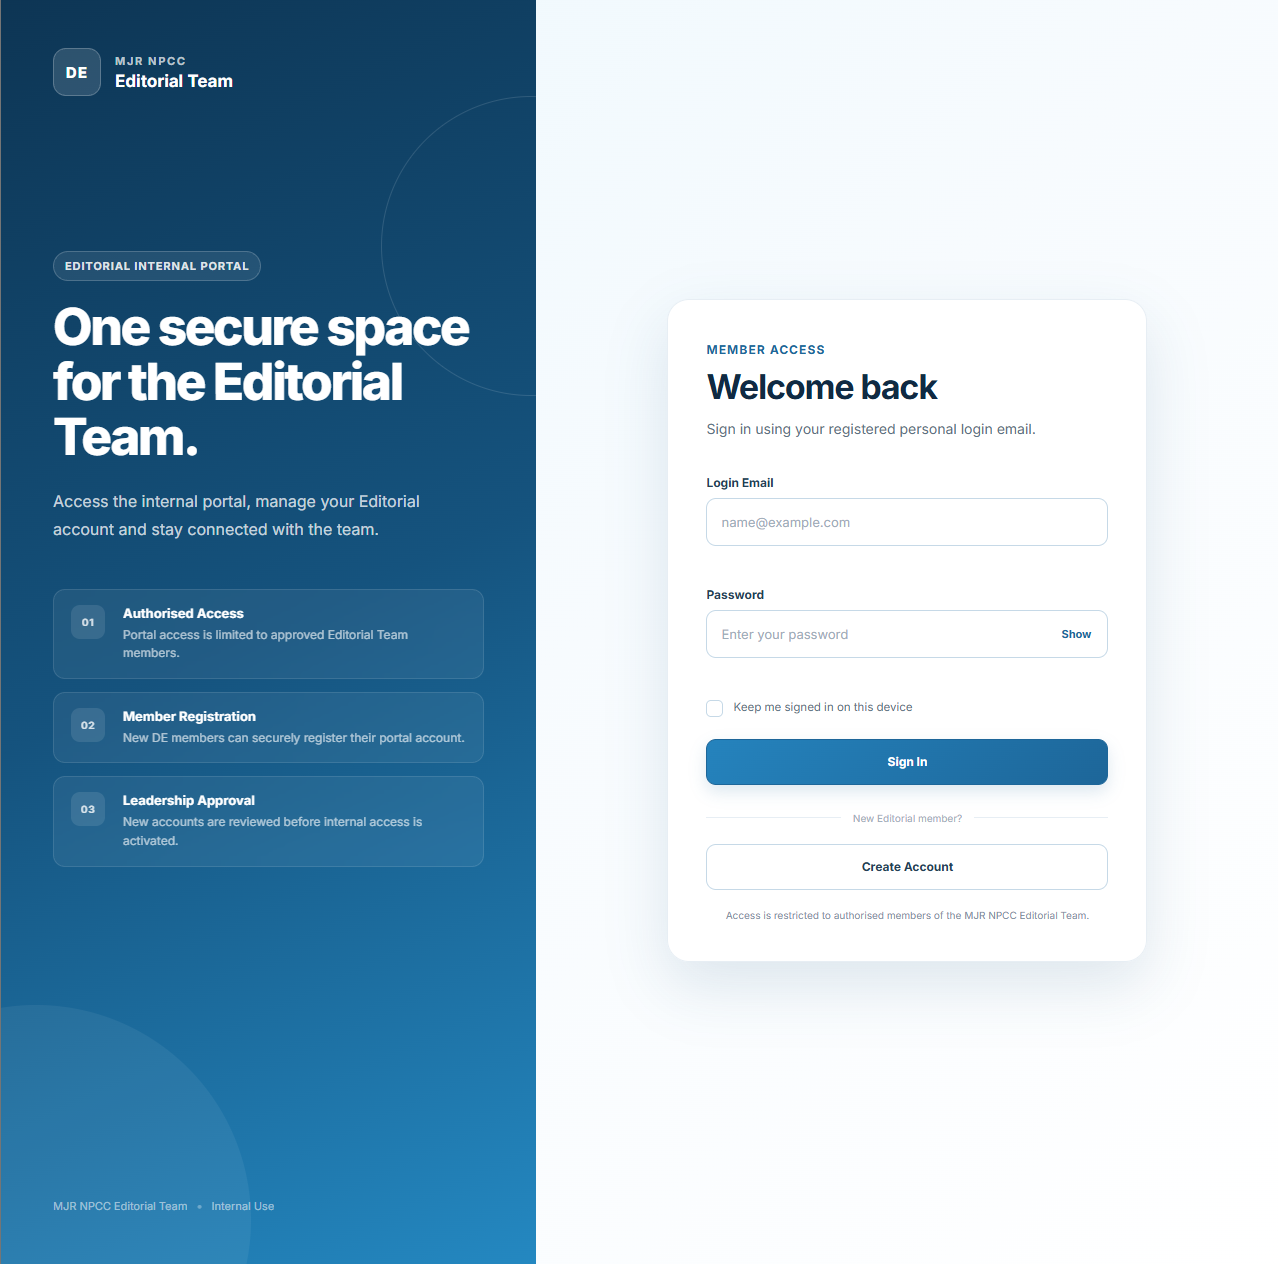 DE
MJR NPCC
Editorial Team
EDITORIAL INTERNAL PORTAL
One secure space
for the Editorial
Team.
Access the internal portal, manage your Editorial
account and stay connected with the team.
01
Authorised Access
Portal access is limited to approved Editorial Team
members.
02
Member Registration
New DE members can securely register their portal account.
03
Leadership Approval
New accounts are reviewed before internal access is
activated.
MJR NPCC Editorial Team • Internal Use
MEMBER ACCESS
Welcome back
Sign in using your registered personal login email.
Login Email
name@example.com
Password
Enter your password
Show
Keep me signed in on this device
Sign In
New Editorial member?
Create Account
Access is restricted to authorised members of the MJR NPCC Editorial Team.